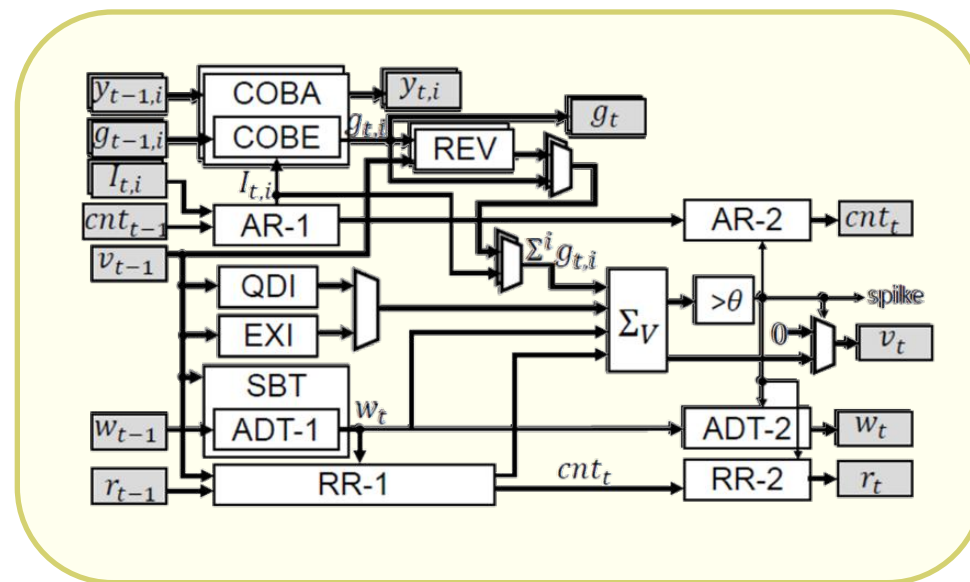 y_{t-1,i}
COBA
y_{t,i}
g_t
g_{t-1,i}
COBE
g_{t,i}
REV
I_{t,i}
I_{t,i}
cnt_{t-1}
AR-1
AR-2
cnt_t
v_{t-1}
Σ^i g_{t,i}
QDI
Σ_V
>θ
spike
EXI
0
v_t
SBT
w_{t-1}
ADT-1
w_t
ADT-2
w_t
r_{t-1}
RR-1
cnt_t
RR-2
r_t